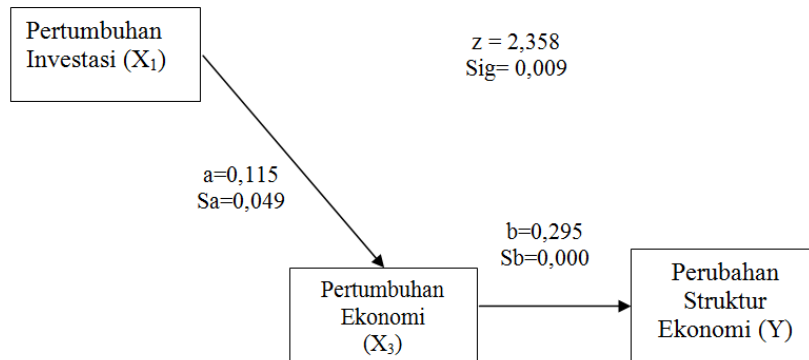 Pertumbuhan
Investasi (X₁)
z = 2,358
Sig= 0,009
a=0,115
Sa=0,049
b=0,295
Sb=0,000
Pertumbuhan
Ekonomi
(X₃)
Perubahan
Struktur
Ekonomi (Y)